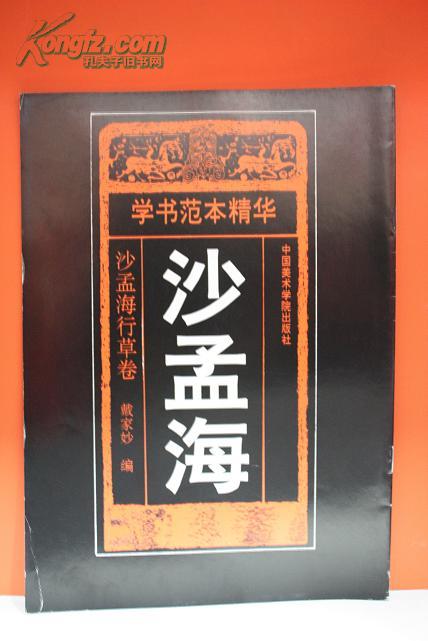 Kongfz.com
孔夫子旧书网
学书范本精华
中国美术学院出版社
沙孟海
沙孟海行草卷
戴家妙 编